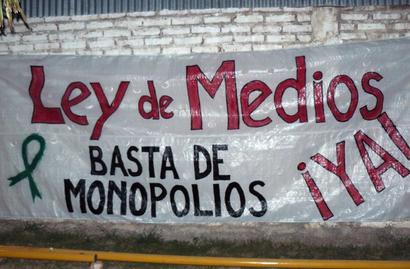 Ley de Medios
BASTA DE
MONOPOLIOS
¡YA!